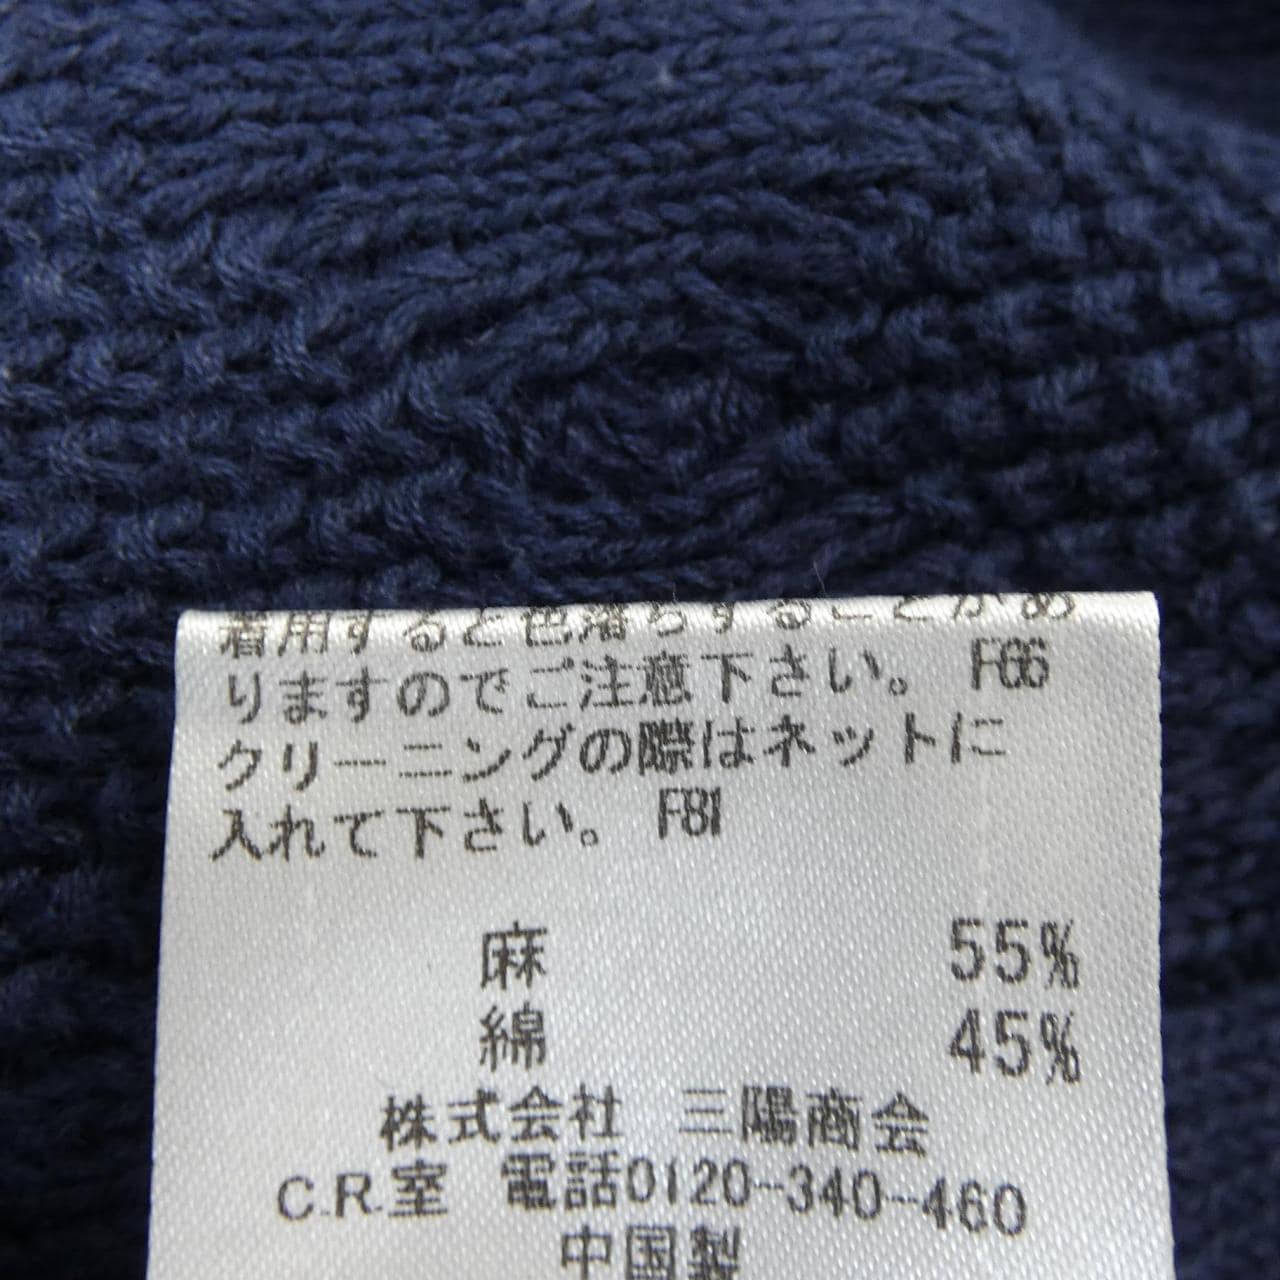 着用すると色落ちすることがあ
りますのでご注意下さい。 F66
クリーニングの際はネットに
入れて下さい。 F81
麻 55%
綿 45%
株式会社 三陽商会
C.R.室 電話0120-340-460
中国製